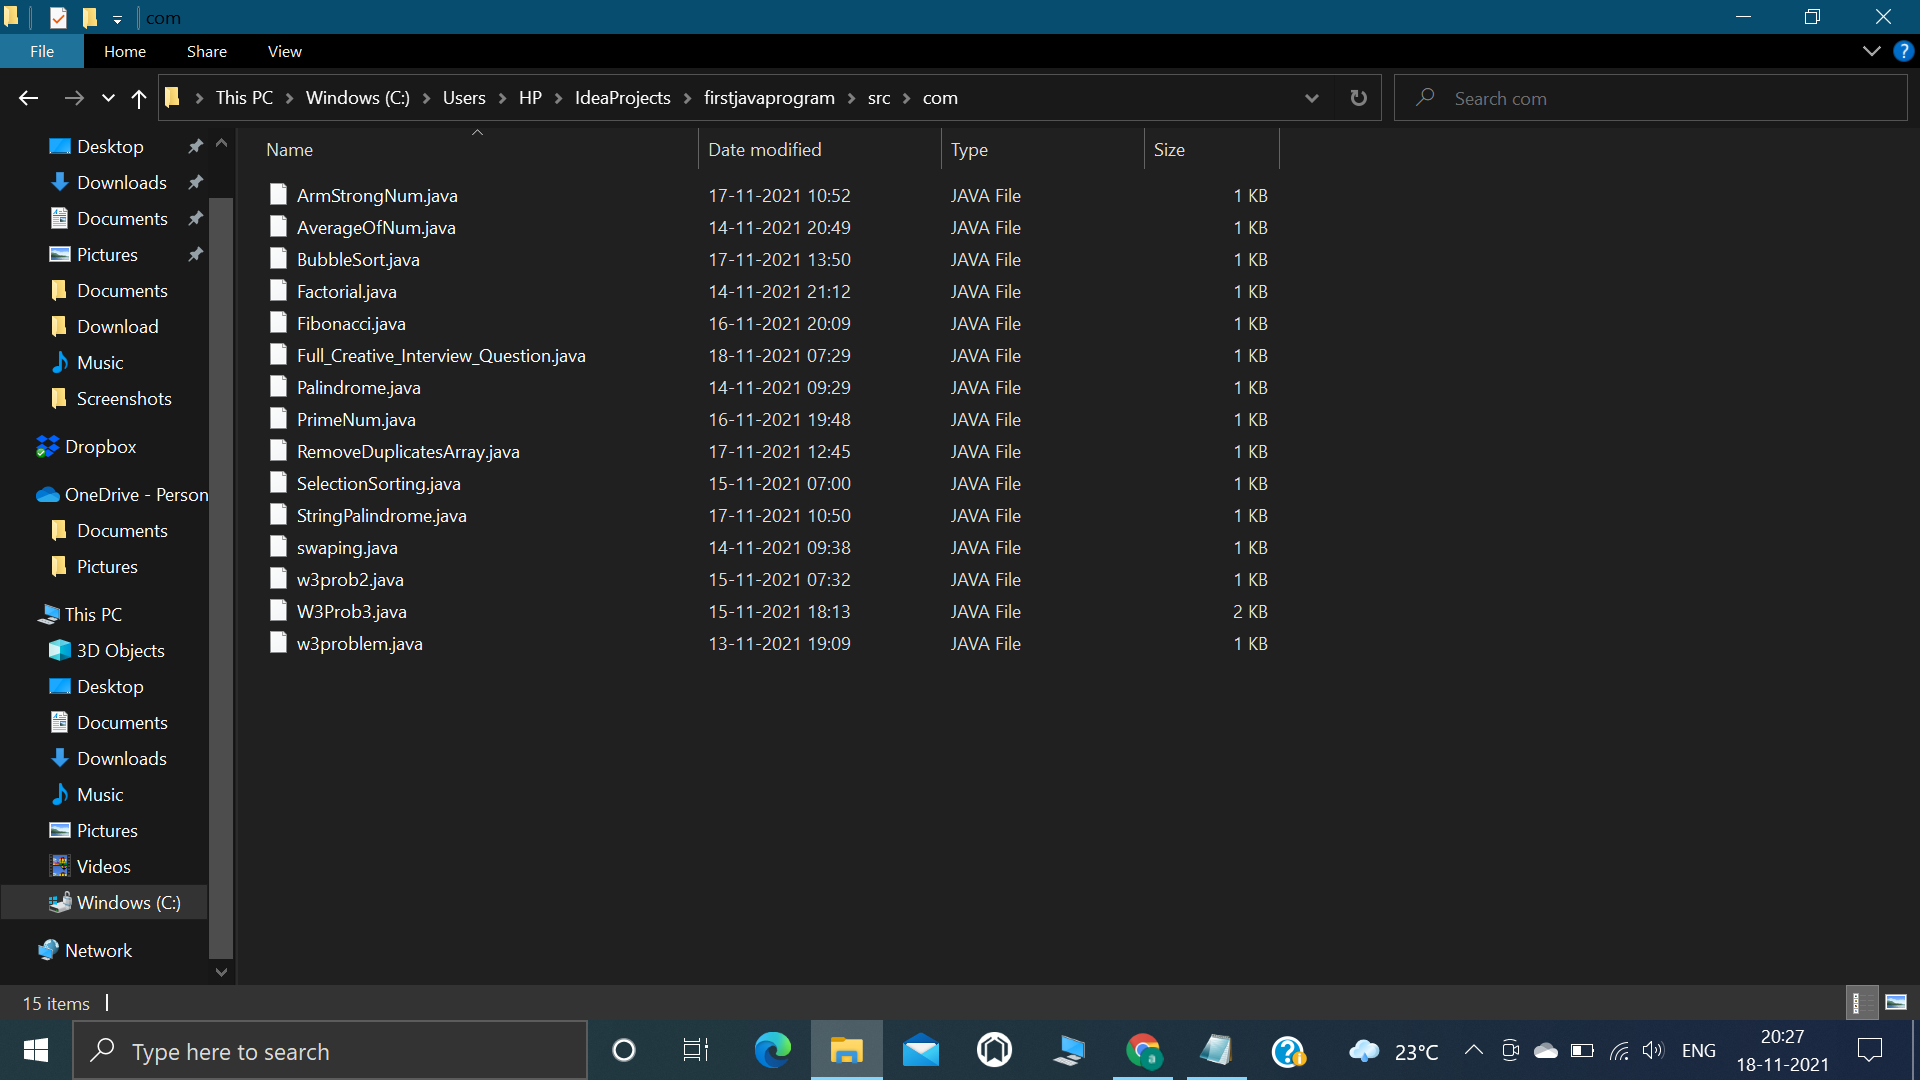 com
File Home Share View
This PC Windows (C:) Users HP IdeaProjects firstjavaprogram src com Search com
Desktop
Downloads
Documents
Pictures
Documents
Download
Music
Screenshots
Dropbox
OneDrive - Person
Documents
Pictures
This PC
3D Objects
Desktop
Documents
Downloads
Music
Pictures
Videos
Windows (C:)
Network
Name Date modified Type Size
ArmStrongNum.java 17-11-2021 10:52 JAVA File 1 KB
AverageOfNum.java 14-11-2021 20:49 JAVA File 1 KB
BubbleSort.java 17-11-2021 13:50 JAVA File 1 KB
Factorial.java 14-11-2021 21:12 JAVA File 1 KB
Fibonacci.java 16-11-2021 20:09 JAVA File 1 KB
Full_Creative_Interview_Question.java 18-11-2021 07:29 JAVA File 1 KB
Palindrome.java 14-11-2021 09:29 JAVA File 1 KB
PrimeNum.java 16-11-2021 19:48 JAVA File 1 KB
RemoveDuplicatesArray.java 17-11-2021 12:45 JAVA File 1 KB
SelectionSorting.java 15-11-2021 07:00 JAVA File 1 KB
StringPalindrome.java 17-11-2021 10:50 JAVA File 1 KB
swaping.java 14-11-2021 09:38 JAVA File 1 KB
w3prob2.java 15-11-2021 07:32 JAVA File 1 KB
W3Prob3.java 15-11-2021 18:13 JAVA File 2 KB
w3problem.java 13-11-2021 19:09 JAVA File 1 KB
15 items
Type here to search 23°C ENG 20:27
18-11-2021